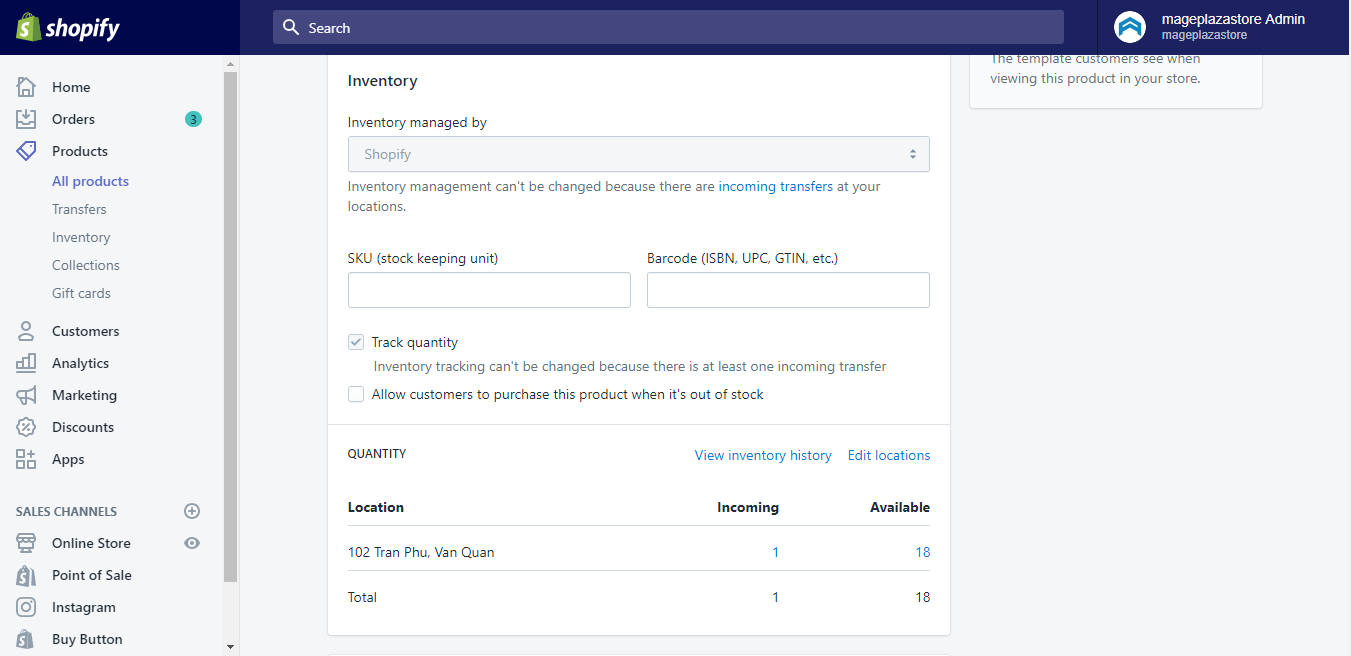 shopify
Search
mageplazastore Admin
mageplazastore
Home
Orders
3
Products
All products
Transfers
Inventory
Collections
Gift cards
Customers
Analytics
Marketing
Discounts
Apps
SALES CHANNELS
Online Store
Point of Sale
Instagram
Buy Button
Inventory
Inventory managed by
Shopify
Inventory management can't be changed because there are incoming transfers at your
locations.
SKU (stock keeping unit)
Barcode (ISBN, UPC, GTIN, etc.)
Track quantity
Inventory tracking can't be changed because there is at least one incoming transfer
Allow customers to purchase this product when it's out of stock
QUANTITY
View inventory history
Edit locations
Location Incoming Available
102 Tran Phu, Van Quan 1 18
Total 1 18
The template customers see when
viewing this product in your store.